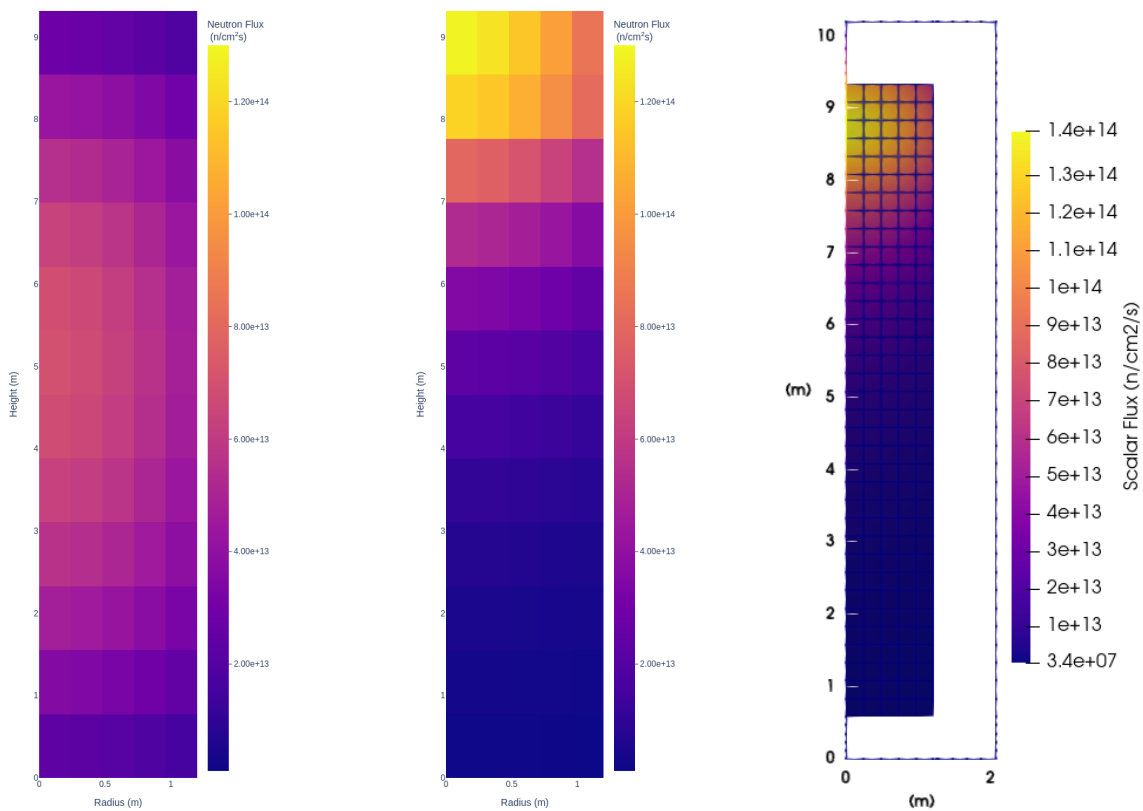 Neutron Flux
(n/cm²s)
9
8
7
6
5
4
3
2
1
0
Height (m)
0
0.5
1
Radius (m)
1.20e+14
1.00e+14
8.00e+13
6.00e+13
4.00e+13
2.00e+13
Neutron Flux
(n/cm²s)
9
8
7
6
5
4
3
2
1
0
Height (m)
0
0.5
1
Radius (m)
1.20e+14
1.00e+14
8.00e+13
6.00e+13
4.00e+13
2.00e+13
10
9
8
7
6
5
4
3
2
1
0
(m)
0
2
(m)
1.4e+14
1.3e+14
1.2e+14
1.1e+14
1e+14
9e+13
8e+13
7e+13
6e+13
5e+13
4e+13
3e+13
2e+13
1e+13
3.4e+07
Scalar Flux (n/cm2/s)